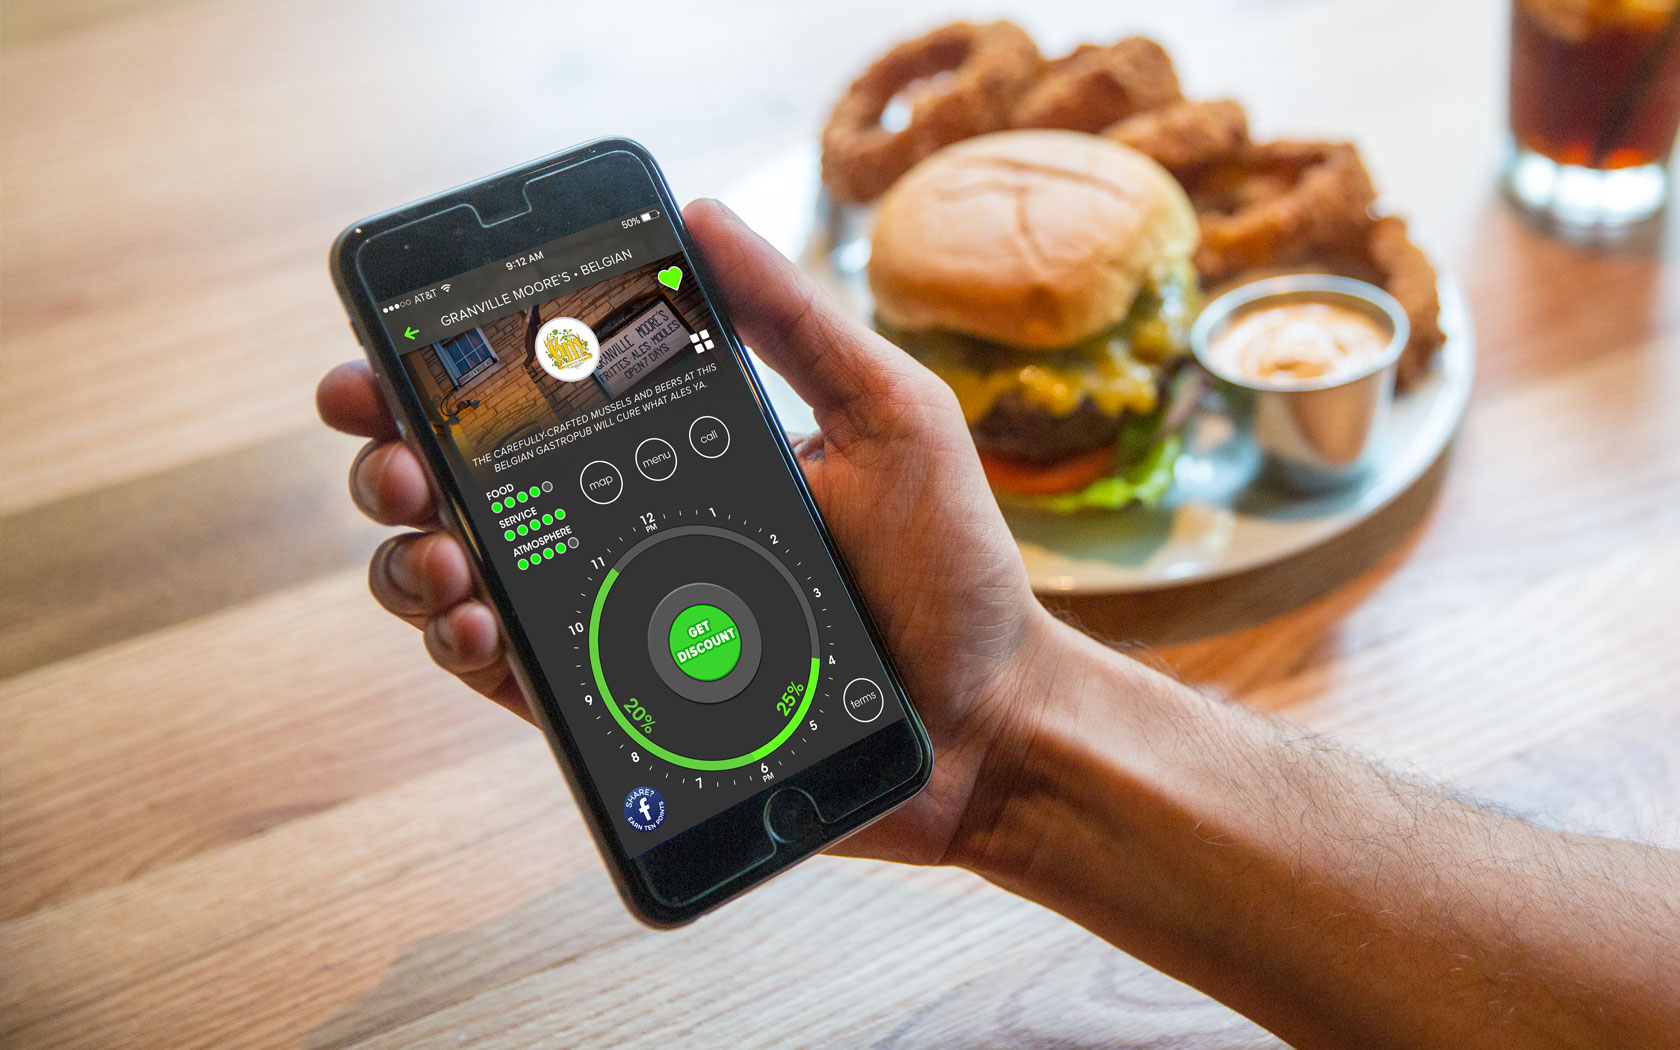 AT&T
9:12 AM
50%
GRANVILLE MOORE'S • BELGIAN
GRANVILLE MOORE'S
FRITTES ALES MOULES
OPEN 7 DAYS
THE CAREFULLY-CRAFTED MUSSELS AND BEERS AT THIS
BELGIAN GASTROPUB WILL CURE WHAT ALES YA.
map
menu
call
FOOD
SERVICE
ATMOSPHERE
12
PM
1
2
3
4
5
6
PM
7
8
9
10
11
GET
DISCOUNT
20%
25%
terms
SHARE?
f
EARN TEN POINTS